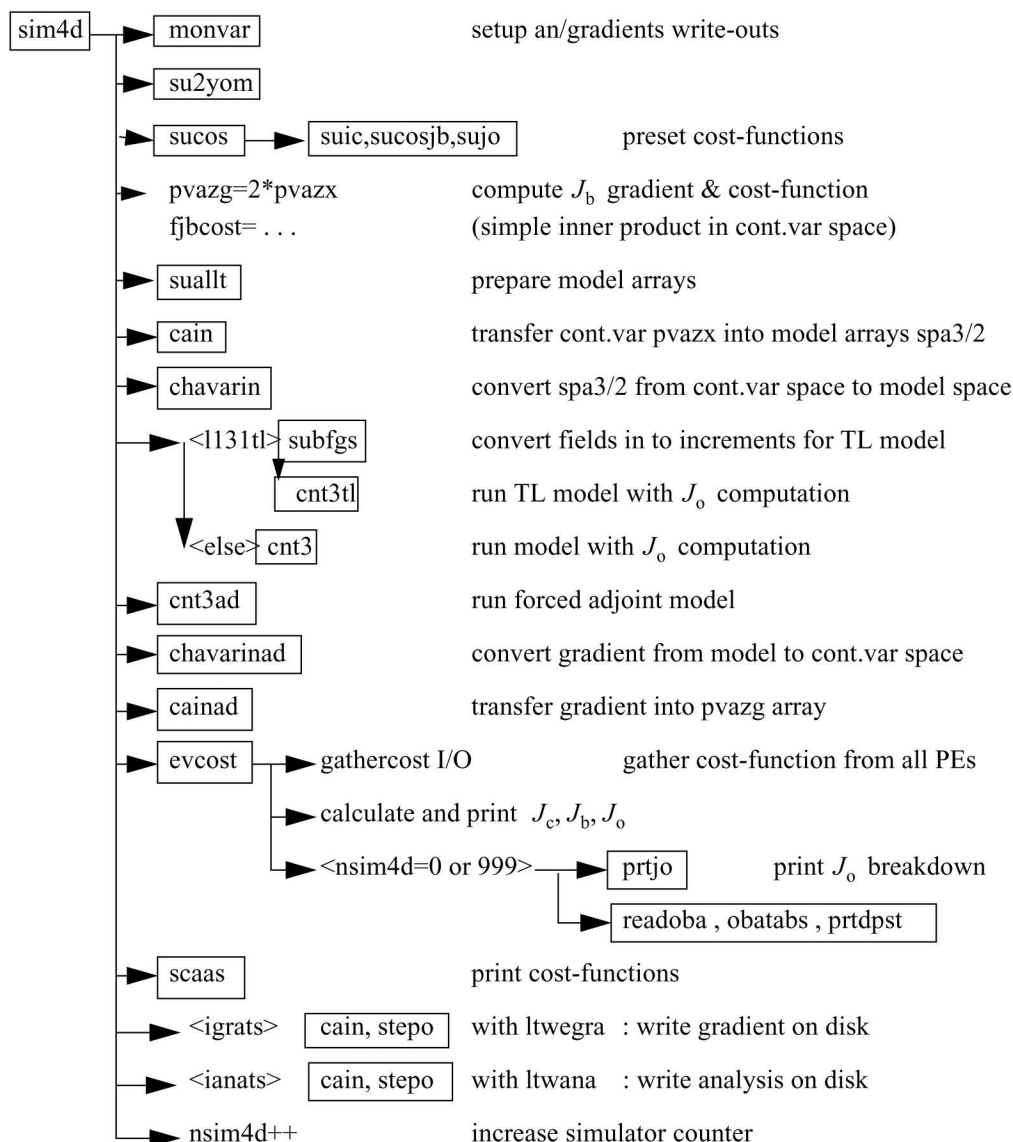 sim4d monvar setup an/gradients write-outs
su2yom
sucos suic,sucosjb,sujo preset cost-functions
pvazg=2*pvazx compute Jb gradient & cost-function
fjbcost= . . . (simple inner product in cont.var space)
suallt prepare model arrays
cain transfer cont.var pvazx into model arrays spa3/2
chavarin convert spa3/2 from cont.var space to model space
<l131tl> subfgs convert fields in to increments for TL model
cnt3tl run TL model with Jo computation
<else> cnt3 run model with Jo computation
cnt3ad run forced adjoint model
chavarinad convert gradient from model to cont.var space
cainad transfer gradient into pvazg array
evcost gathercost I/O gather cost-function from all PEs
calculate and print Jc, Jb, Jo
<nsim4d=0 or 999> prtjo print Jo breakdown
readoba , obatabs , prtdpst
scaas print cost-functions
<igrats> cain, stepo with ltwegra : write gradient on disk
<ianats> cain, stepo with ltwana : write analysis on disk
nsim4d++ increase simulator counter